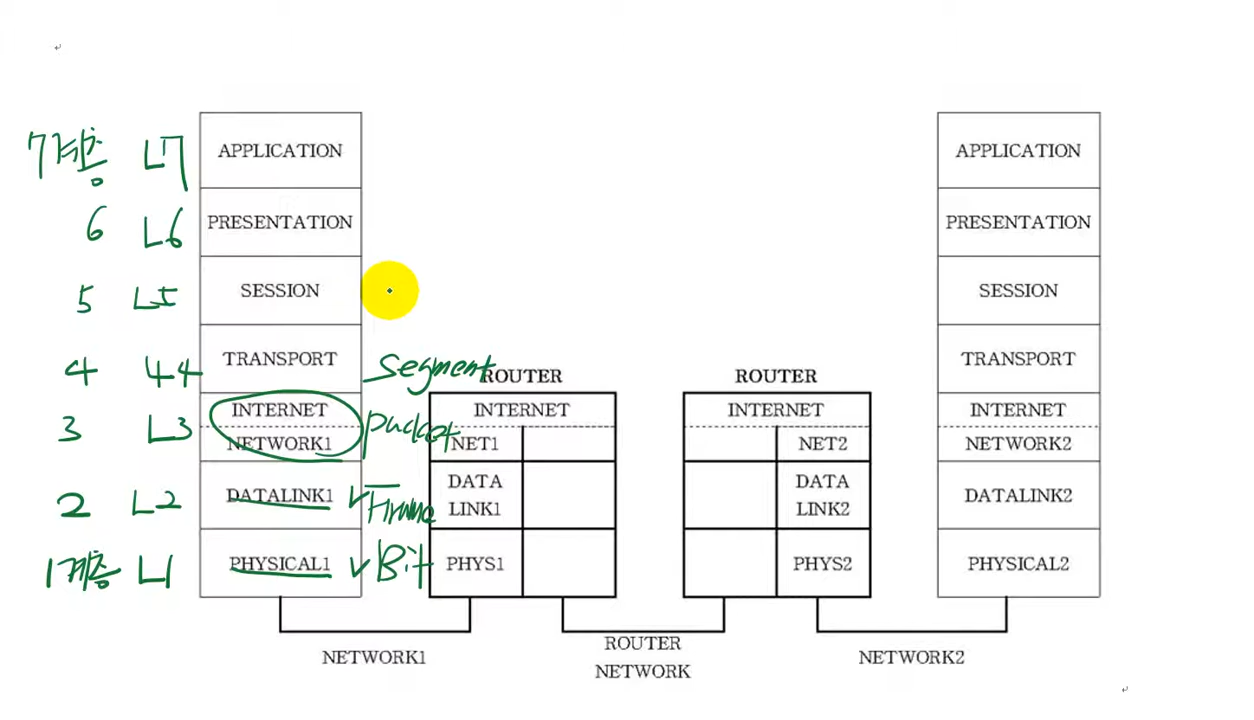 7계층 L7 APPLICATION APPLICATION
6 L6 PRESENTATION PRESENTATION
5 L5 SESSION SESSION
4 L4 TRANSPORT Segment TRANSPORT
ROUTER ROUTER
INTERNET INTERNET INTERNET INTERNET
3 L3 NETWORK1 packet NET1 NET2 NETWORK2
2 L2 DATALINK1 Frame DATA LINK1 DATA LINK2 DATALINK2
1계층 L1 PHYSICAL1 Bit PHYS1 PHYS2 PHYSICAL2
NETWORK1 ROUTER NETWORK NETWORK2